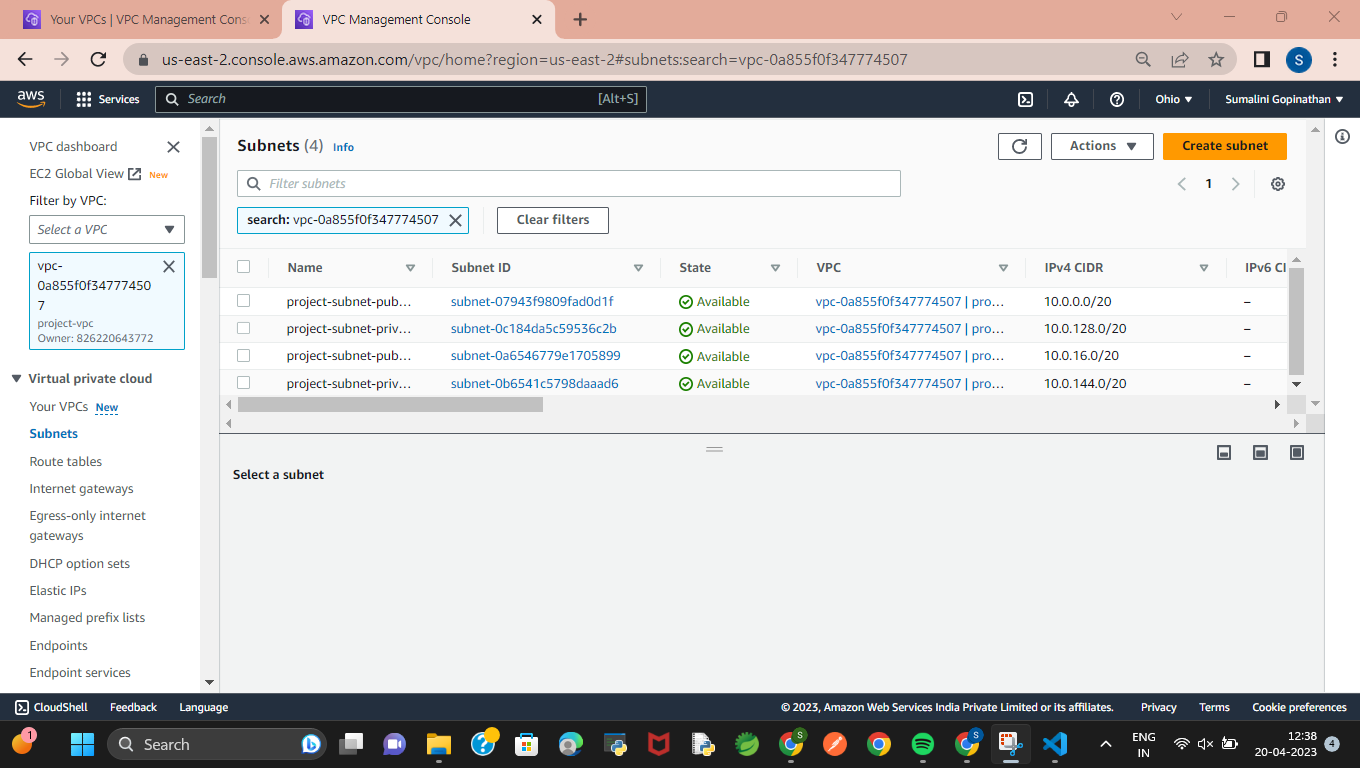 Your VPCs | VPC Management Cons
VPC Management Console
us-east-2.console.aws.amazon.com/vpc/home?region=us-east-2#subnets:search=vpc-0a855f0f347774507
S
aws
Services
Search
[Alt+S]
Ohio
Sumalini Gopinathan
VPC dashboard
EC2 Global View
New
Filter by VPC:
Select a VPC
vpc-
0a855f0f34777450
7
project-vpc
Owner: 826220643772
Virtual private cloud
Your VPCs New
Subnets
Route tables
Internet gateways
Egress-only internet
gateways
DHCP option sets
Elastic IPs
Managed prefix lists
Endpoints
Endpoint services
Subnets (4) Info
Actions
Create subnet
Filter subnets
1
search: vpc-0a855f0f347774507
Clear filters
Name Subnet ID State VPC IPv4 CIDR IPv6 CI
project-subnet-pub... subnet-07943f9809fad0d1f Available vpc-0a855f0f347774507 | pro... 10.0.0.0/20 –
project-subnet-priv... subnet-0c184da5c59536c2b Available vpc-0a855f0f347774507 | pro... 10.0.128.0/20 –
project-subnet-pub... subnet-0a6546779e1705899 Available vpc-0a855f0f347774507 | pro... 10.0.16.0/20 –
project-subnet-priv... subnet-0b6541c5798daaad6 Available vpc-0a855f0f347774507 | pro... 10.0.144.0/20 –
Select a subnet
CloudShell Feedback Language
© 2023, Amazon Web Services India Private Limited or its affiliates. Privacy Terms Cookie preferences
1
Search
S
S
ENG
IN
12:38
20-04-2023
4